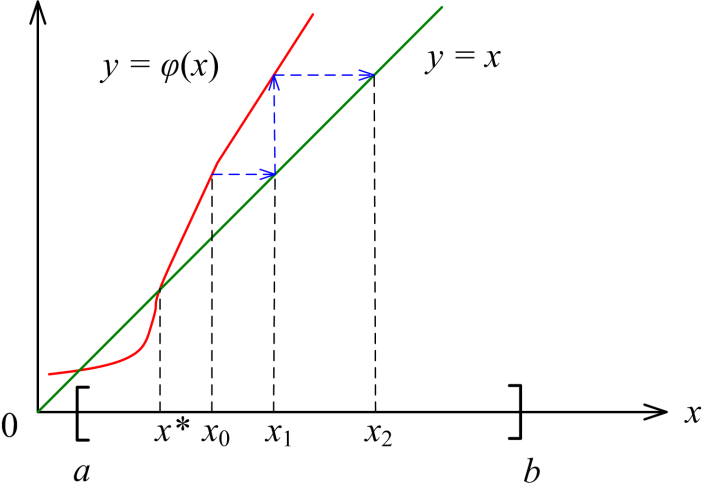 y = φ(x)
y = x
0
x* x₀ x₁ x₂
x
a
b